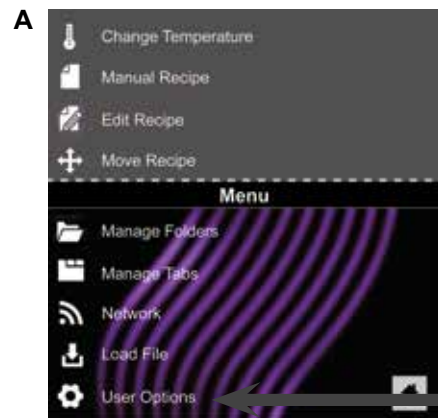 A
Change Temperature
Manual Recipe
Edit Recipe
Move Recipe
Menu
Manage Folders
Manage Tabs
Network
Load File
User Options